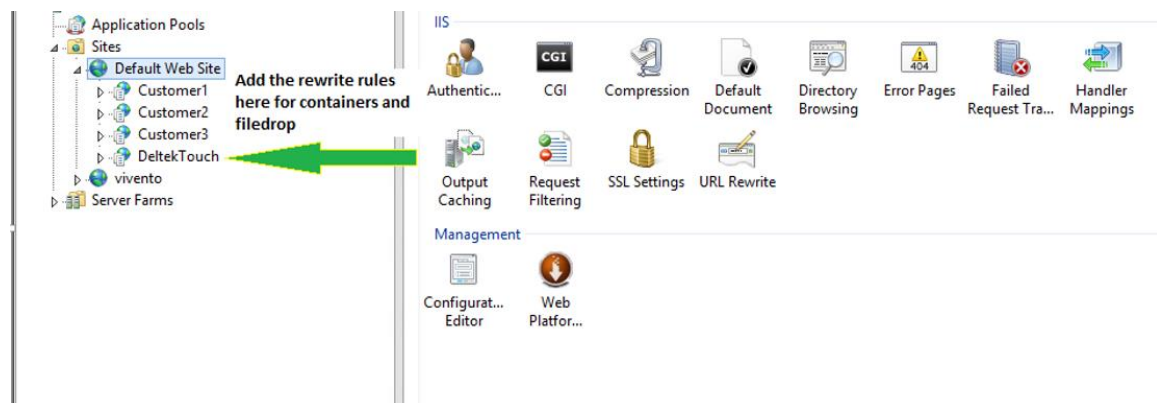 Application Pools
Sites
Default Web Site
Customer1
Customer2
Customer3
DeltekTouch
vivento
Server Farms
Add the rewrite rules
here for containers and
filedrop
IIS
Authentic...
CGI
CGI
Compression
Default
Document
Directory
Browsing
404
Error Pages
Failed
Request Tra...
Handler
Mappings
Output
Caching
Request
Filtering
SSL Settings
URL Rewrite
Management
Configurat...
Editor
Web
Platfor...